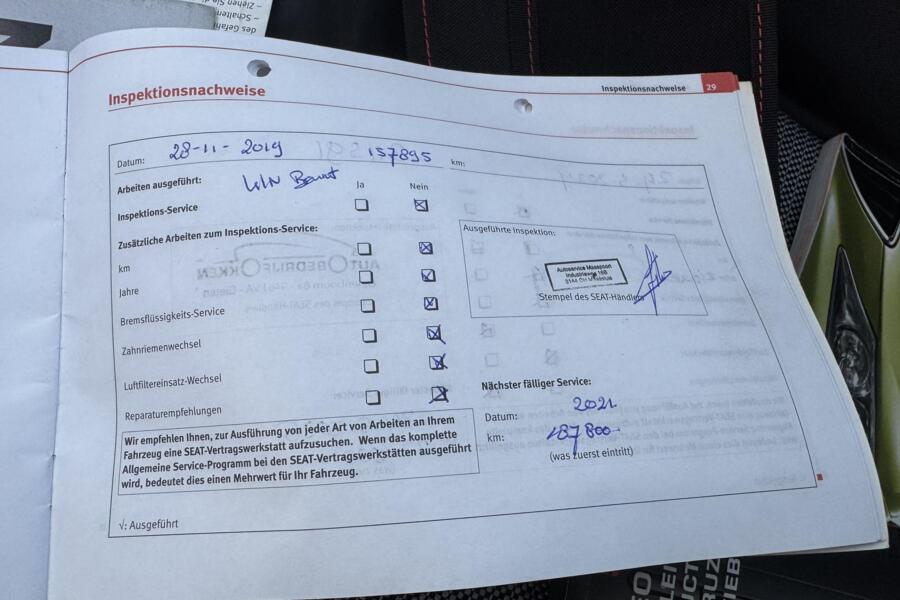 Inspektionsnachweise
Inspektionsnachweise 29
Datum: 28-11-2019 157895 km:
Arbeiten ausgeführt: Ja Nein
Inspektions-Service
Zusätzliche Arbeiten zum Inspektions-Service:
km
Jahre
Bremsflüssigkeits-Service
Zahnriemenwechsel
Luftfiltereinsatz-Wechsel
Reparaturempfehlungen
Ausgeführte Inspektion:
Autoservice Masspoort
Industrieweg 16B
Stempel des SEAT-Händlers
Nächster fälliger Service:
Datum: 2021
km: 187800
(was zuerst eintritt)
Wir empfehlen Ihnen, zur Ausführung von jeder Art von Arbeiten an Ihrem
Fahrzeug eine SEAT-Vertragswerkstatt aufzusuchen. Wenn das komplette
Allgemeine Service-Programm bei den SEAT-Vertragswerkstätten ausgeführt
wird, bedeutet dies einen Mehrwert für Ihr Fahrzeug.
√: Ausgeführt